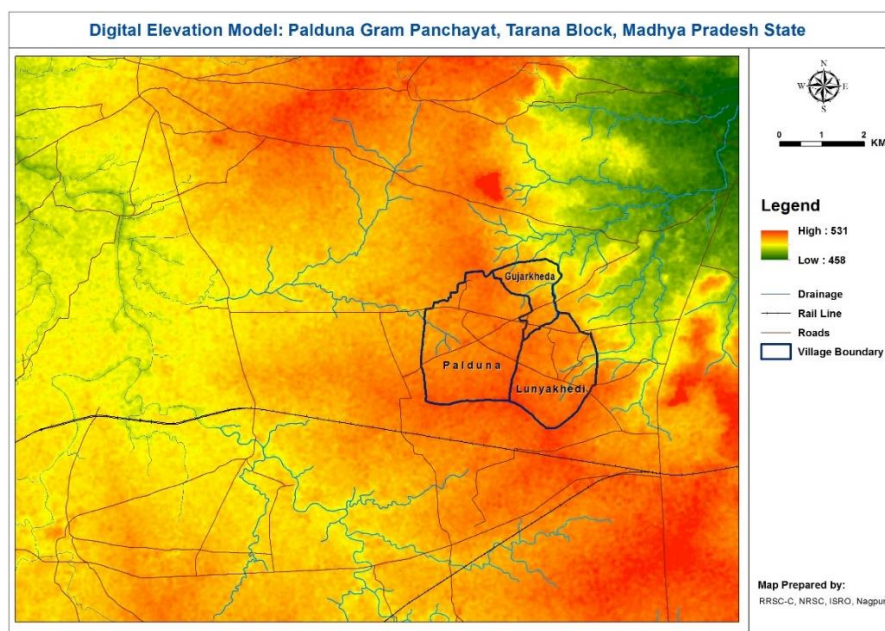 Digital Elevation Model: Palduna Gram Panchayat, Tarana Block, Madhya Pradesh State
N
W E
S
0 1 2
KM
Legend
High : 531
Low : 458
Drainage
Rail Line
Roads
Village Boundary
Gujarkheda
Palduna
Lunyakhedi
Map Prepared by:
RRSC-C, NRSC, ISRO, Nagpur